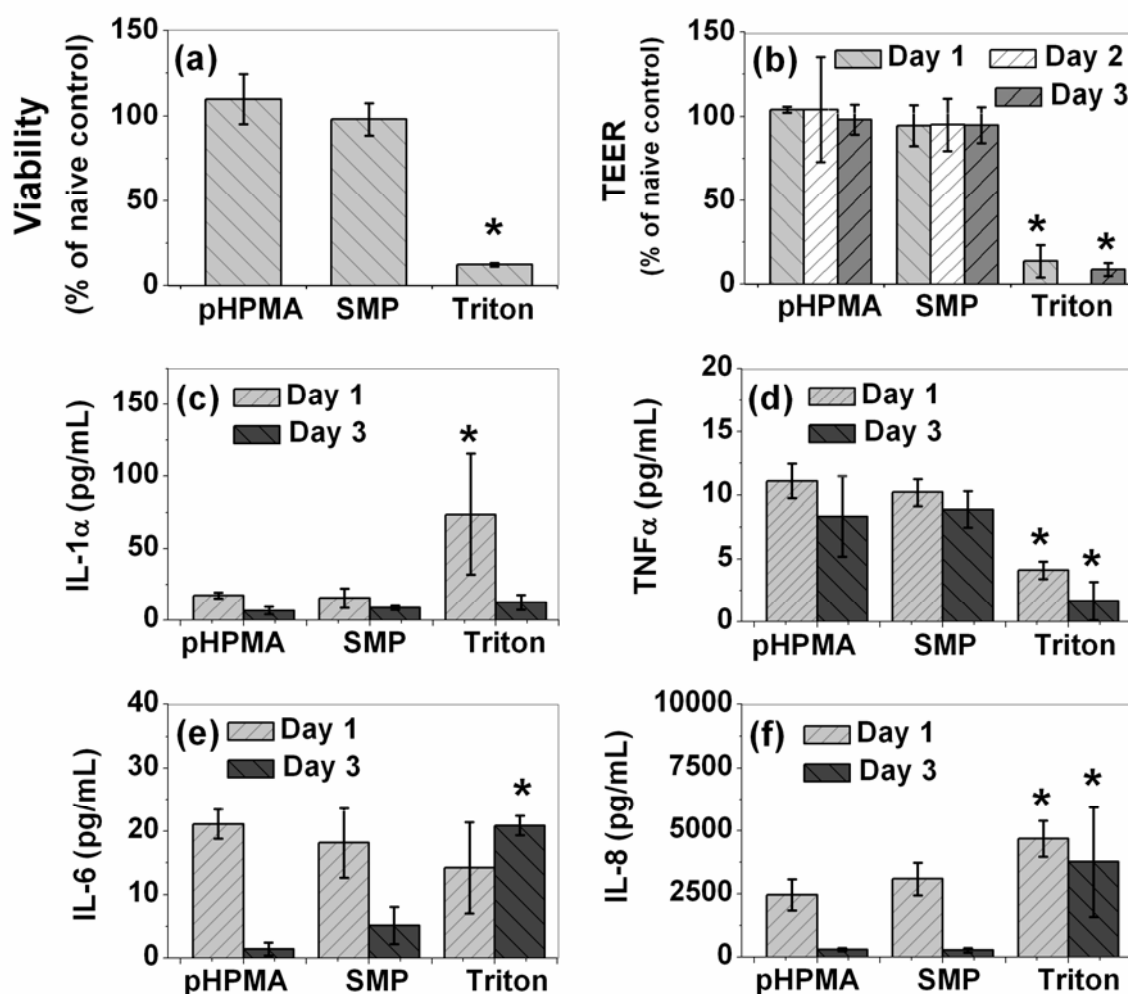 Viability
(% of naive control)
150
100
50
0
(a)
*
pHPMA SMP Triton
TEER
(% of naive control)
150
100
50
0
(b)
Day 1 Day 2
Day 3
* *
pHPMA SMP Triton
IL-1α (pg/mL)
150
75
50
25
0
(c)
Day 1
Day 3
*
pHPMA SMP Triton
TNFα (pg/mL)
20
15
10
5
0
(d)
Day 1
Day 3
* *
pHPMA SMP Triton
IL-6 (pg/mL)
40
30
20
10
0
(e)
Day 1
Day 3
*
pHPMA SMP Triton
IL-8 (pg/mL)
10000
7500
5000
2500
0
(f)
Day 1
Day 3
* *
pHPMA SMP Triton